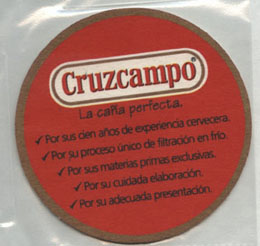 Cruzcampo®
La caña perfecta.
✓Por sus cien años de experiencia cervecera.
✓Por su proceso único de filtración en frío.
✓Por sus materias primas exclusivas.
✓Por su cuidada elaboración.
✓Por su adecuada presentación.